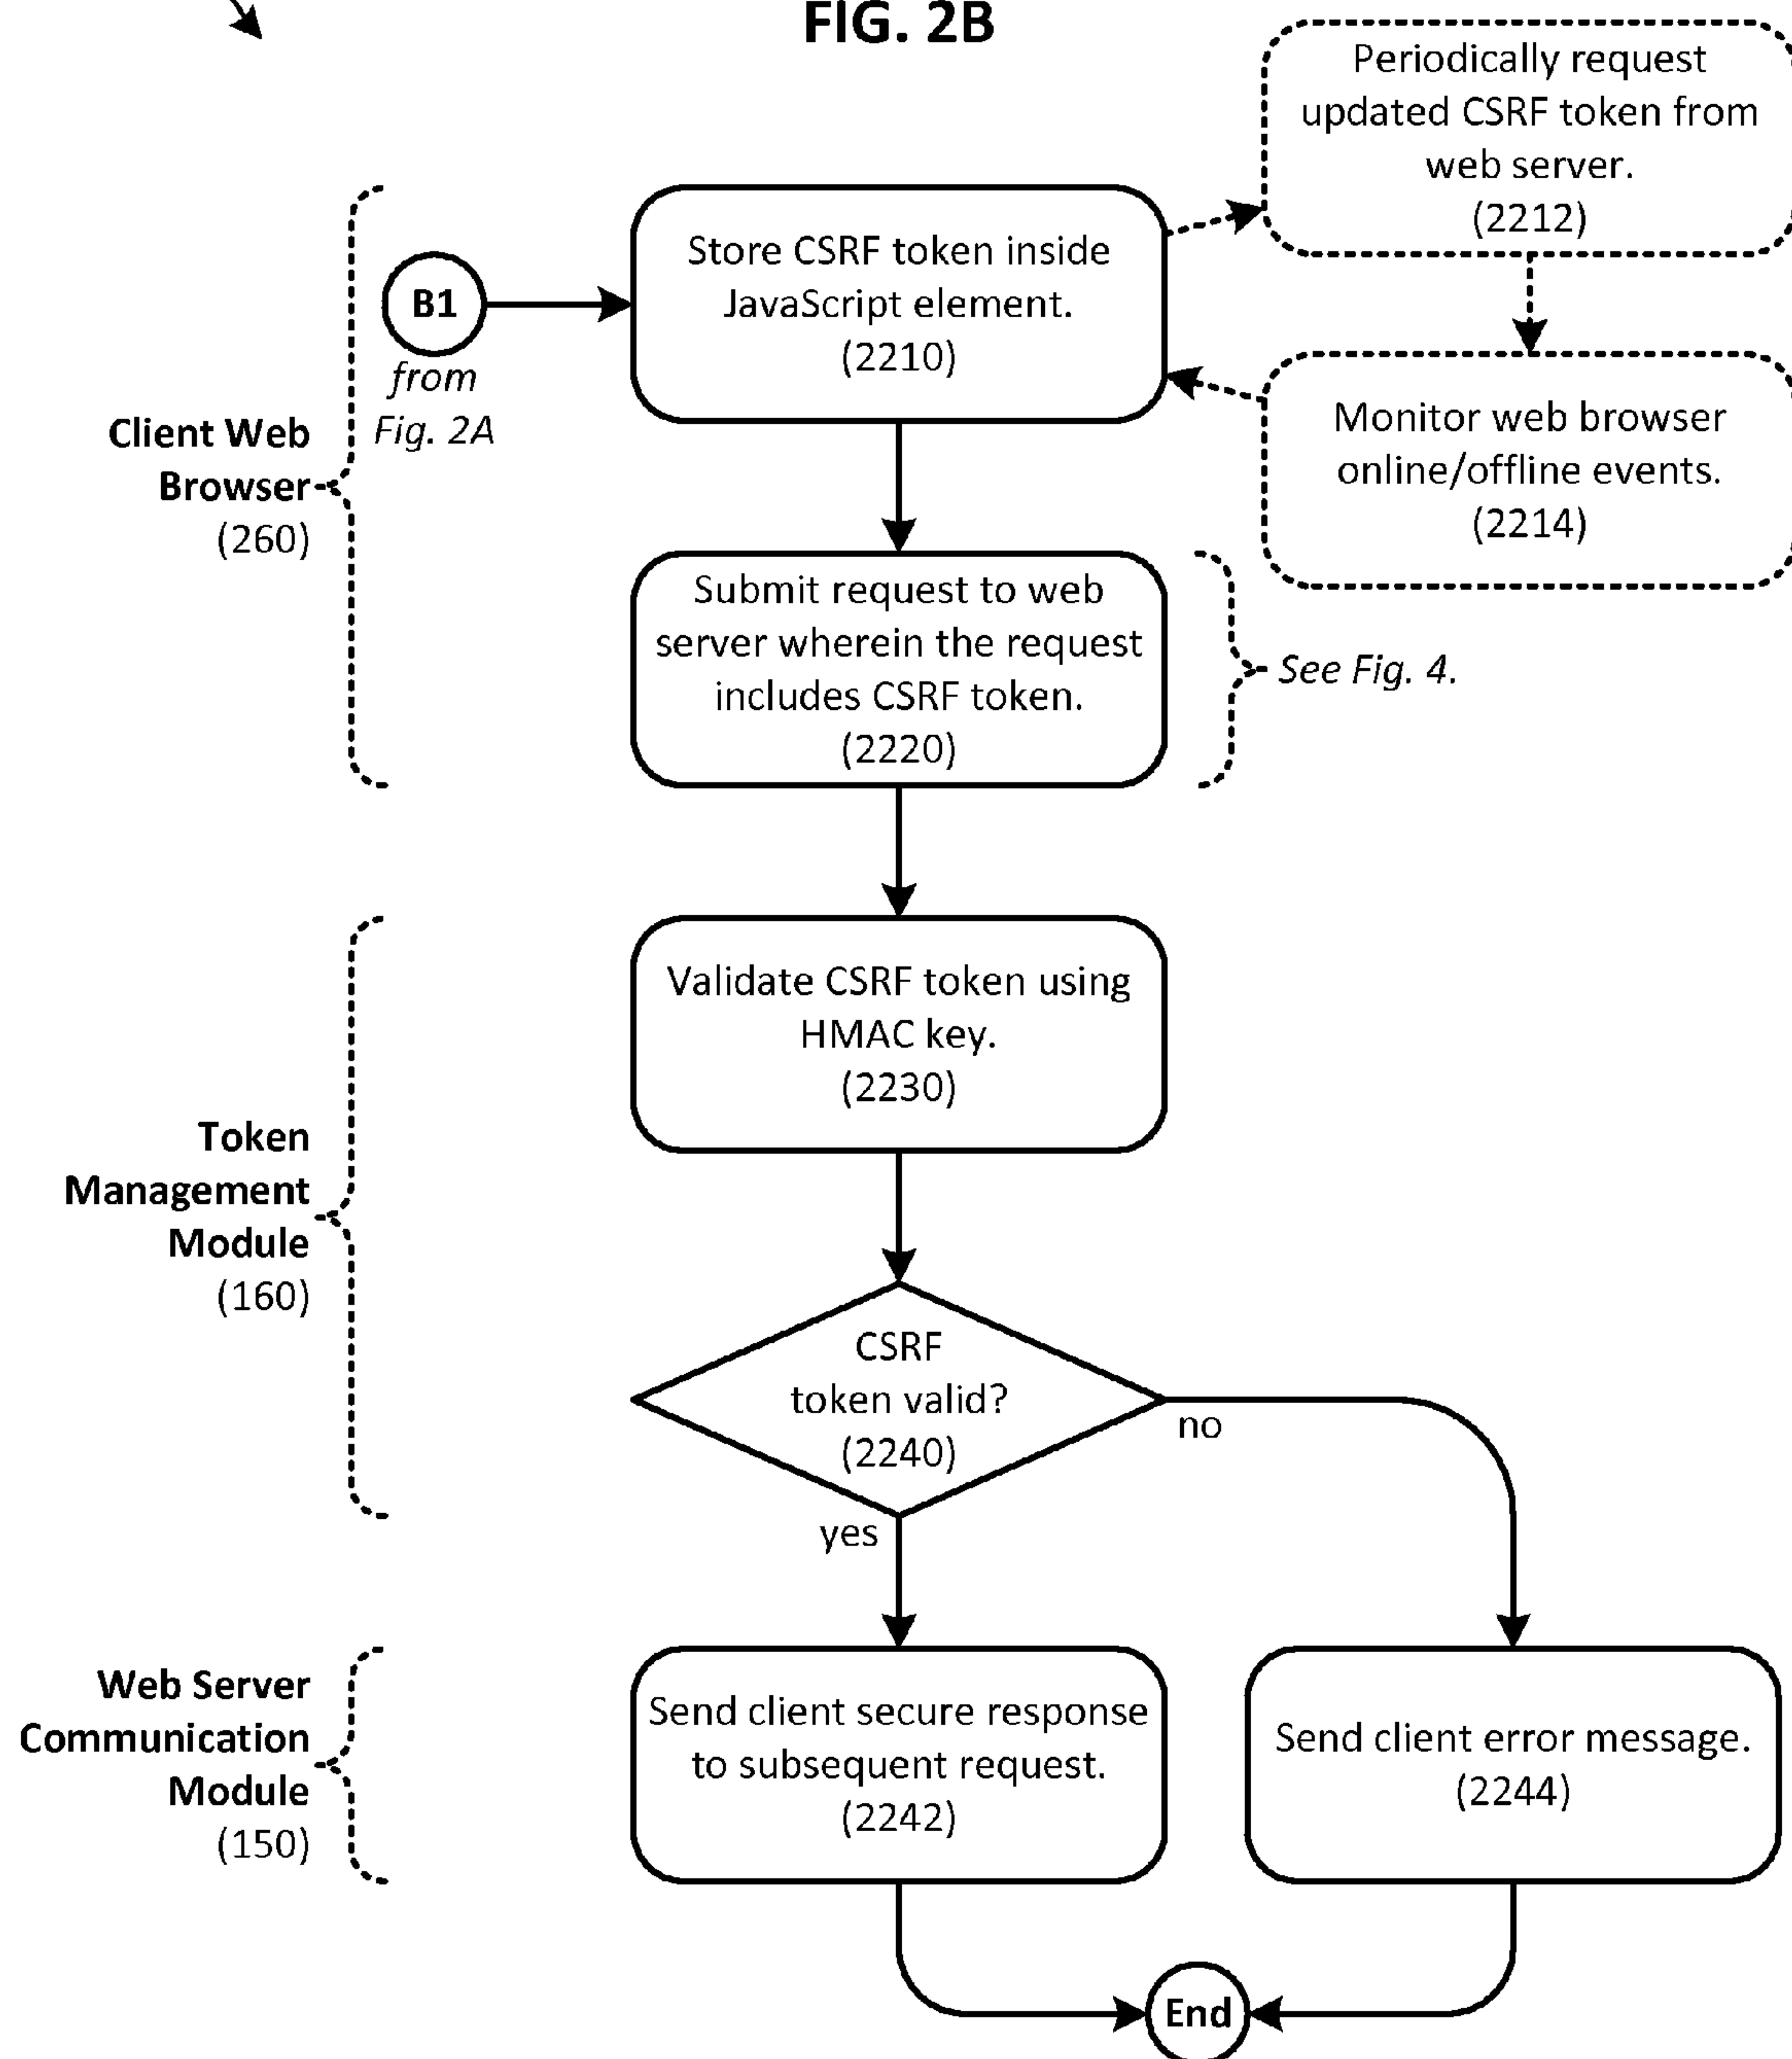 FIG. 2B
Periodically request
updated CSRF token from
web server.
(2212)
Store CSRF token inside
JavaScript element.
(2210)
B1
from
Fig. 2A
Client Web
Browser
(260)
Monitor web browser
online/offline events.
(2214)
Submit request to web
server wherein the request
includes CSRF token.
(2220)
See Fig. 4.
Validate CSRF token using
HMAC key.
(2230)
Token
Management
Module
(160)
CSRF
token valid?
(2240)
no
yes
Web Server
Communication
Module
(150)
Send client secure response
to subsequent request.
(2242)
Send client error message.
(2244)
End